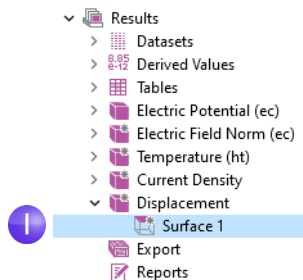 Results
Datasets
8.85
e-12 Derived Values
Tables
Electric Potential (ec)
Electric Field Norm (ec)
Temperature (ht)
Current Density
Displacement
1 Surface 1
Export
Reports